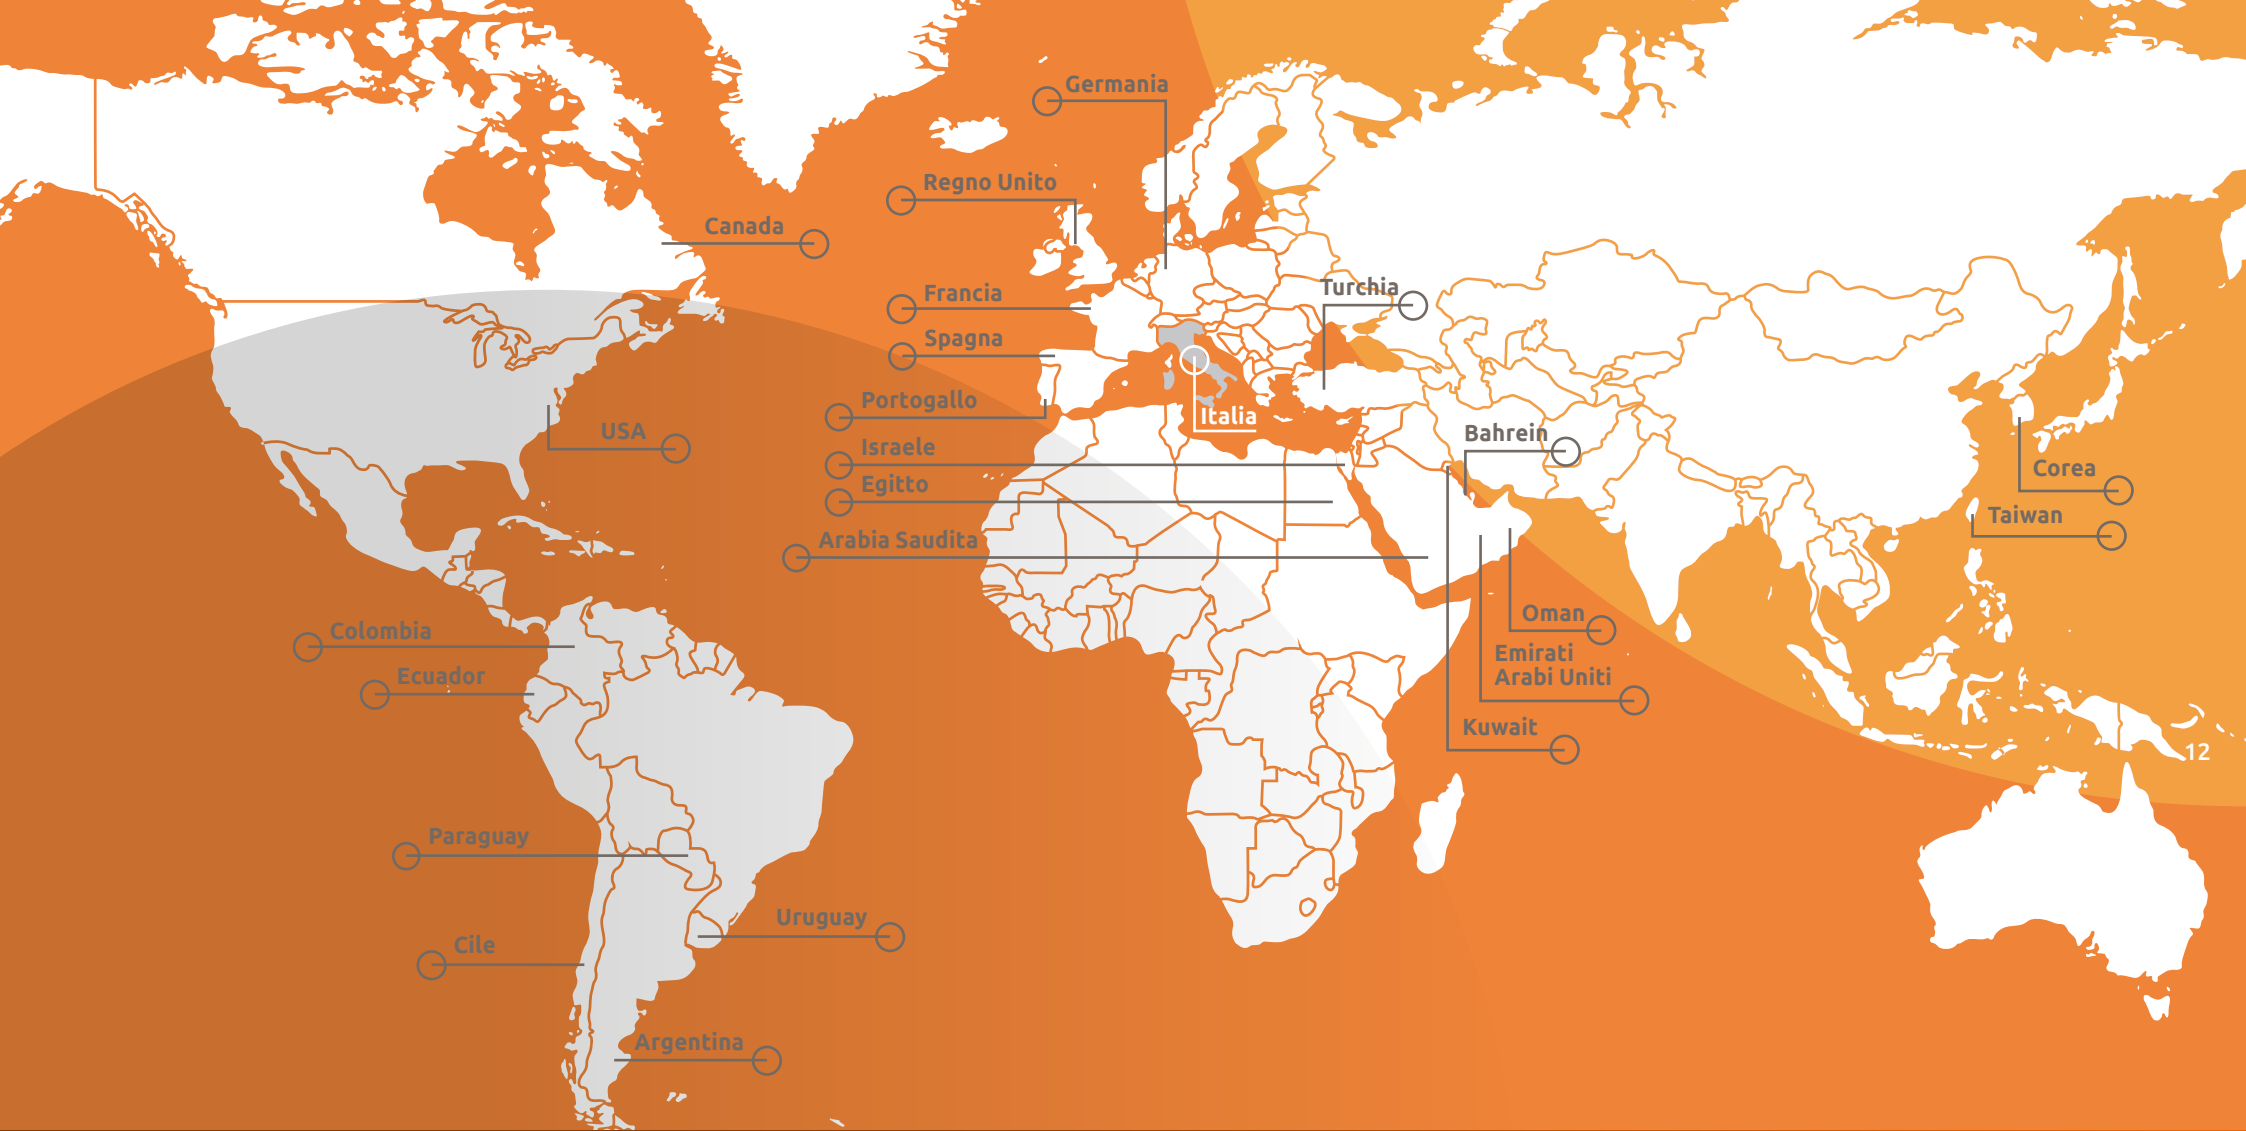 Germania
Regno Unito
Canada
Francia
Turchia
Spagna
Portogallo
Italia
USA
Bahrein
Israele
Corea
Egitto
Taiwan
Arabia Saudita
Oman
Colombia
Emirati
Arabi Uniti
Ecuador
Kuwait
12
Paraguay
Uruguay
Cile
Argentina